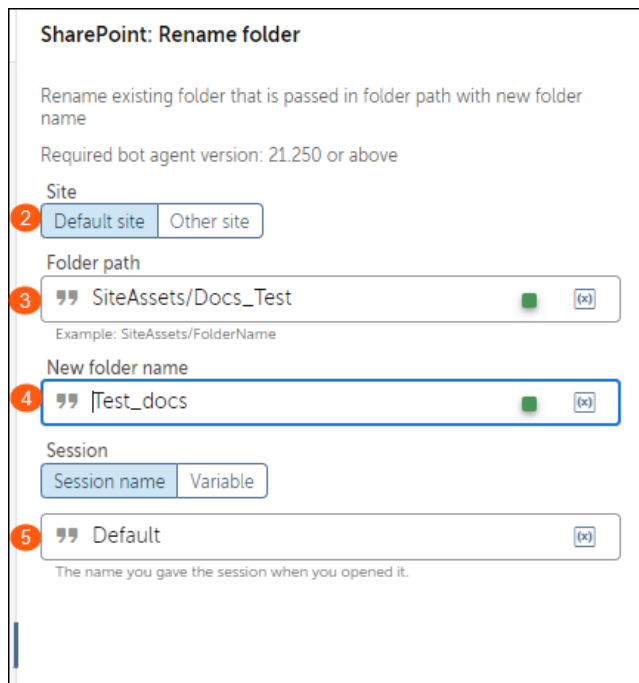 SharePoint: Rename folder
Rename existing folder that is passed in folder path with new folder
name
Required bot agent version: 21.250 or above
Site
2 Default site Other site
Folder path
3 " SiteAssets/Docs_Test (x)
Example: SiteAssets/FolderName
New folder name
4 " Test_docs (x)
Session
Session name Variable
5 " Default (x)
The name you gave the session when you opened it.